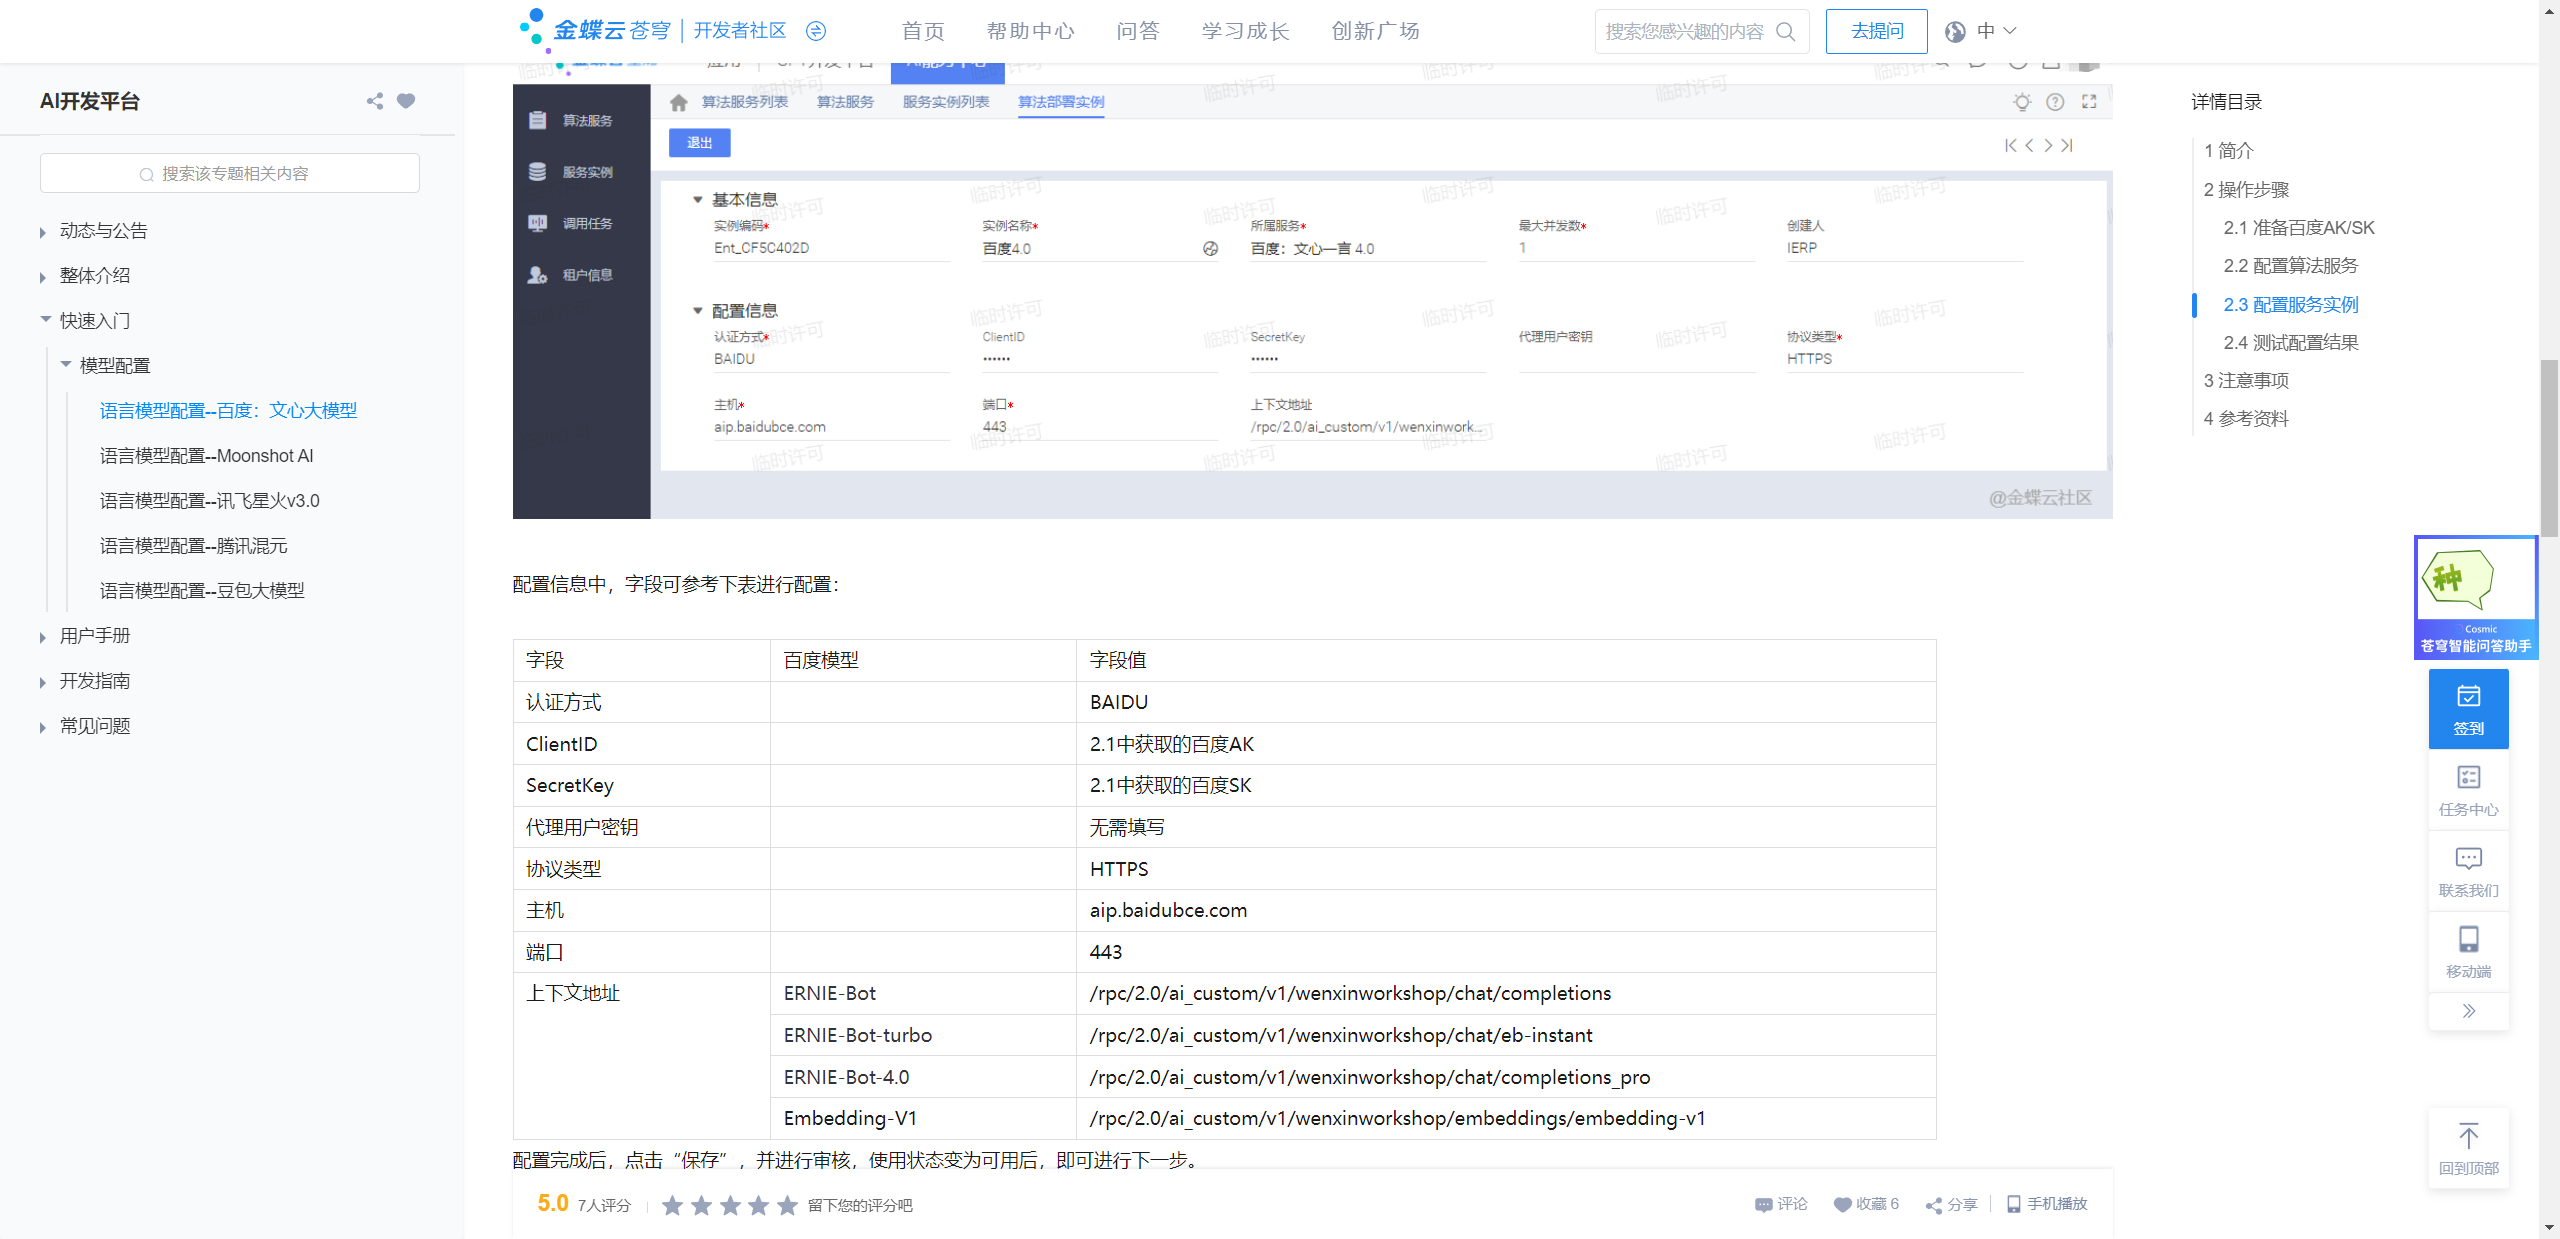 金蝶云苍穹 | 开发者社区
首页 帮助中心 问答 学习成长 创新广场
搜索您感兴趣的内容
去提问
中
AI开发平台
搜索该专题相关内容
动态与公告
整体介绍
快速入门
模型配置
语言模型配置--百度：文心大模型
语言模型配置--Moonshot AI
语言模型配置--讯飞星火v3.0
语言模型配置--腾讯混元
语言模型配置--豆包大模型
用户手册
开发指南
常见问题
算法服务
服务实例
调用任务
租户信息
算法服务列表 算法服务 服务实例列表 算法部署实例
退出
基本信息
实例编码* 实例名称* 所属服务* 最大并发数* 创建人
Ent_CF5C402D 百度4.0 百度：文心一言 4.0 1 IERP
配置信息
认证方式* ClientID SecretKey 代理用户密钥 协议类型*
BAIDU •••••• •••••• HTTPS
主机* 端口* 上下文地址
aip.baidubce.com 443 /rpc/2.0/ai_custom/v1/wenxinwork...
临时许可
@金蝶云社区
配置信息中，字段可参考下表进行配置：
字段 百度模型 字段值
认证方式 BAIDU
ClientID 2.1中获取的百度AK
SecretKey 2.1中获取的百度SK
代理用户密钥 无需填写
协议类型 HTTPS
主机 aip.baidubce.com
端口 443
上下文地址 ERNIE-Bot /rpc/2.0/ai_custom/v1/wenxinworkshop/chat/completions
ERNIE-Bot-turbo /rpc/2.0/ai_custom/v1/wenxinworkshop/chat/eb-instant
ERNIE-Bot-4.0 /rpc/2.0/ai_custom/v1/wenxinworkshop/chat/completions_pro
Embedding-V1 /rpc/2.0/ai_custom/v1/wenxinworkshop/embeddings/embedding-v1
配置完成后，点击“保存”，并进行审核，使用状态变为可用后，即可进行下一步。
5.0 7人评分 留下您的评分吧
评论 收藏 6 分享 手机播放
详情目录
1 简介
2 操作步骤
2.1 准备百度AK/SK
2.2 配置算法服务
2.3 配置服务实例
2.4 测试配置结果
3 注意事项
4 参考资料
种
Cosmic
苍穹智能问答助手
签到
任务中心
联系我们
移动端
回到顶部